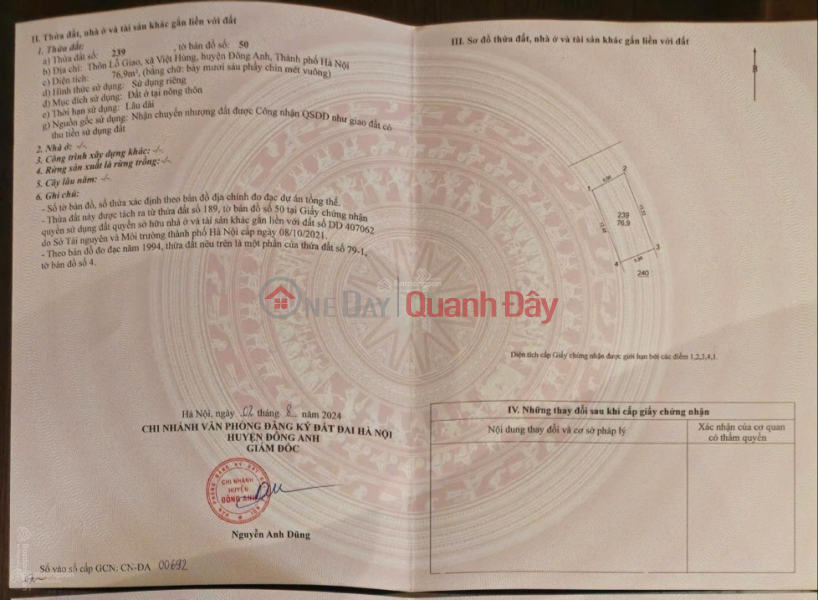 II. Thửa đất, nhà ở và tài sản khác gắn liền với đất
1. Thửa đất:
a) Thửa đất số: 239 , tờ bản đồ số: 50
b) Địa chỉ: Thôn Lỗ Giao, xã Việt Hùng, huyện Đông Anh, Thành phố Hà Nội
c) Diện tích: 76,9m², (bằng chữ: bảy mươi sáu phẩy chín mét vuông)
d) Hình thức sử dụng: Sử dụng riêng
đ) Mục đích sử dụng: Đất ở tại nông thôn
e) Thời hạn sử dụng: Lâu dài
g) Nguồn gốc sử dụng: Nhận chuyển nhượng đất được Công nhận QSDĐ như giao đất có
thu tiền sử dụng đất
2. Nhà ở: -/-
3. Công trình xây dựng khác: -/-
4. Rừng sản xuất là rừng trồng: -/-
5. Cây lâu năm: -/-
6. Ghi chú:
- Số tờ bản đồ, số thửa xác định theo bản đồ địa chính đo đạc dự án tổng thể.
- Thửa đất này được tách ra từ thửa đất số 189, tờ bản đồ số 50 tại Giấy chứng nhận
quyền sử dụng đất quyền sở hữu nhà ở và tài sản khác gắn liền với đất số DD 407062
do Sở Tài nguyên và Môi trường thành phố Hà Nội cấp ngày 08/10/2021.
- Theo bản đồ đo đạc năm 1994, thửa đất nêu trên là một phần của thửa đất số 79-1,
tờ bản đồ số 4.
Hà Nội, ngày 02 tháng 8 năm 2024
CHI NHÁNH VĂN PHÒNG ĐĂNG KÝ ĐẤT ĐAI HÀ NỘI
HUYỆN ĐÔNG ANH
GIÁM ĐỐC
CHI NHÁNH
HUYỆN
ĐÔNG ANH
Nguyễn Anh Dũng
Số vào sổ cấp GCN: CN-ĐA 00692
III. Sơ đồ thửa đất, nhà ở và tài sản khác gắn liền với đất
1
2
239
76,9
3
4
240
Diện tích cấp Giấy chứng nhận được giới hạn bởi các điểm 1,2,3,4,1.
IV. Những thay đổi sau khi cấp giấy chứng nhận
Nội dung thay đổi và cơ sở pháp lý
Xác nhận của cơ quan
có thẩm quyền
ONEDAY Quanh Đây